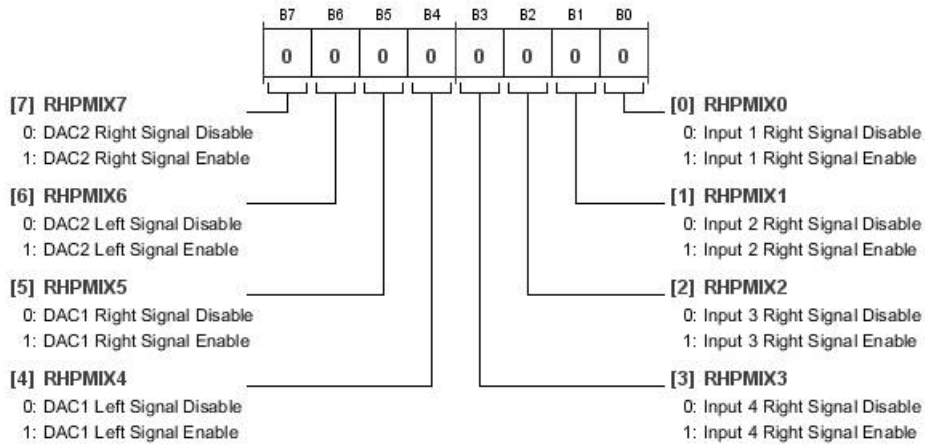 B7 B6 B5 B4 B3 B2 B1 B0
0 0 0 0 0 0 0 0
[7] RHPMIX7
0: DAC2 Right Signal Disable
1: DAC2 Right Signal Enable
[6] RHPMIX6
0: DAC2 Left Signal Disable
1: DAC2 Left Signal Enable
[5] RHPMIX5
0: DAC1 Right Signal Disable
1: DAC1 Right Signal Enable
[4] RHPMIX4
0: DAC1 Left Signal Disable
1: DAC1 Left Signal Enable
[0] RHPMIX0
0: Input 1 Right Signal Disable
1: Input 1 Right Signal Enable
[1] RHPMIX1
0: Input 2 Right Signal Disable
1: Input 2 Right Signal Enable
[2] RHPMIX2
0: Input 3 Right Signal Disable
1: Input 3 Right Signal Enable
[3] RHPMIX3
0: Input 4 Right Signal Disable
1: Input 4 Right Signal Enable